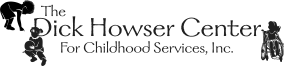 The
Dick Howser Center
For Childhood Services, Inc.